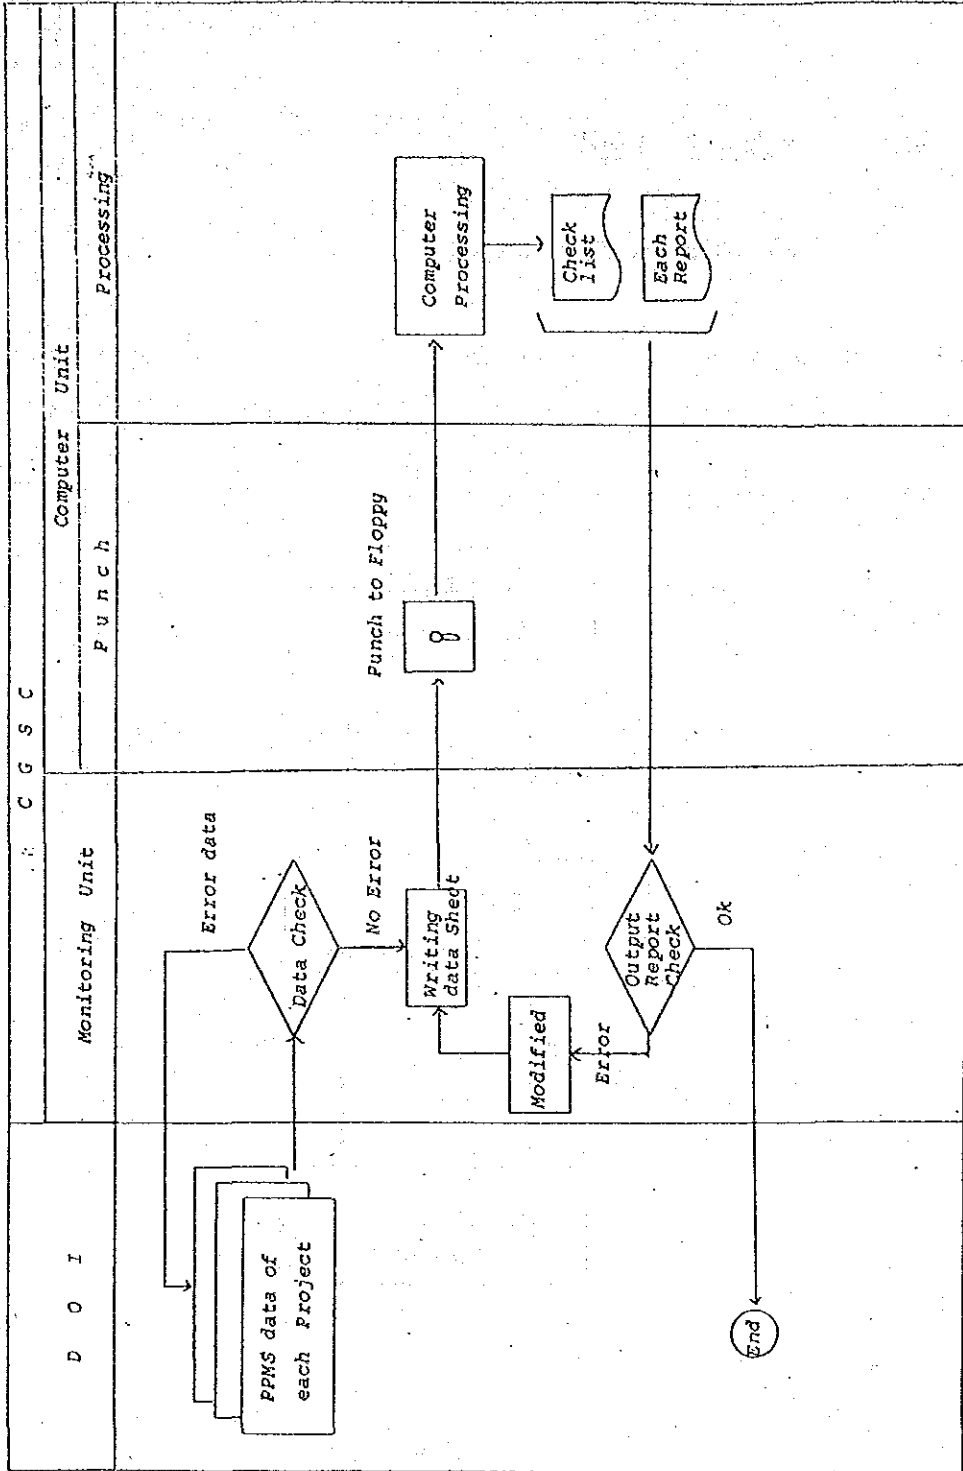 C G S C
D O I
Monitoring Unit
Computer Unit
P u n c h
Processing
Error data
PPMS data of
each Project
Data Check
No Error
Writing
data Sheet
Punch to Floppy
Computer
Processing
Check
list
Each
Report
Modified
Error
Output
Report
Check
Ok
End